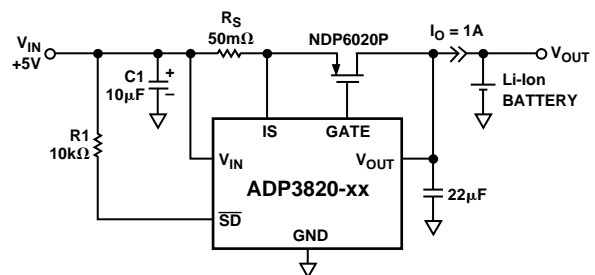 R_S
50mΩ
NDP6020P
I_O = 1A
V_IN
+5V
V_OUT
C1
10μF
+
–
Li-Ion
BATTERY
R1
10kΩ
IS
GATE
V_IN
V_OUT
ADP3820-xx
22μF
S̅D̅
GND